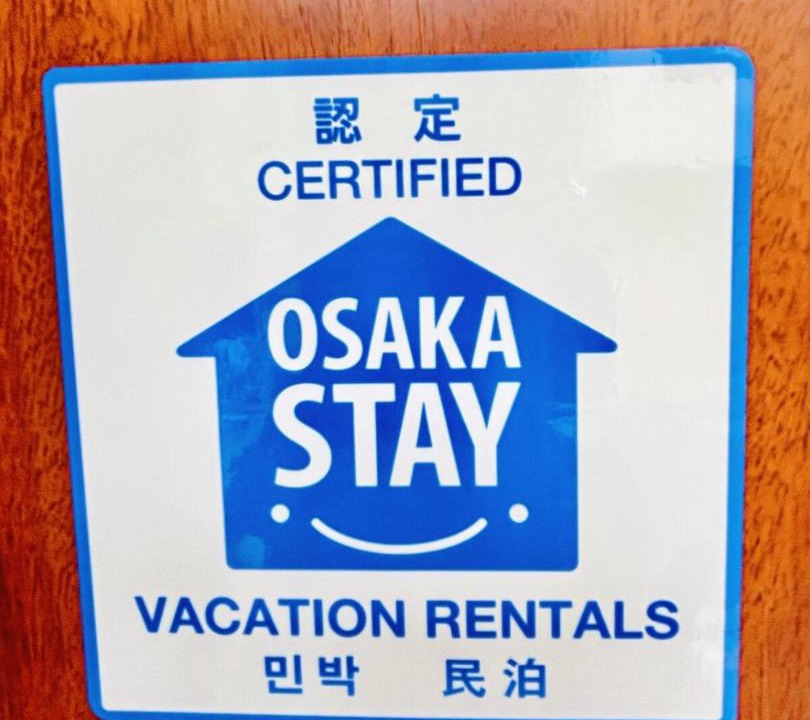 認 定
CERTIFIED
OSAKA
STAY
VACATION RENTALS
민박 民泊